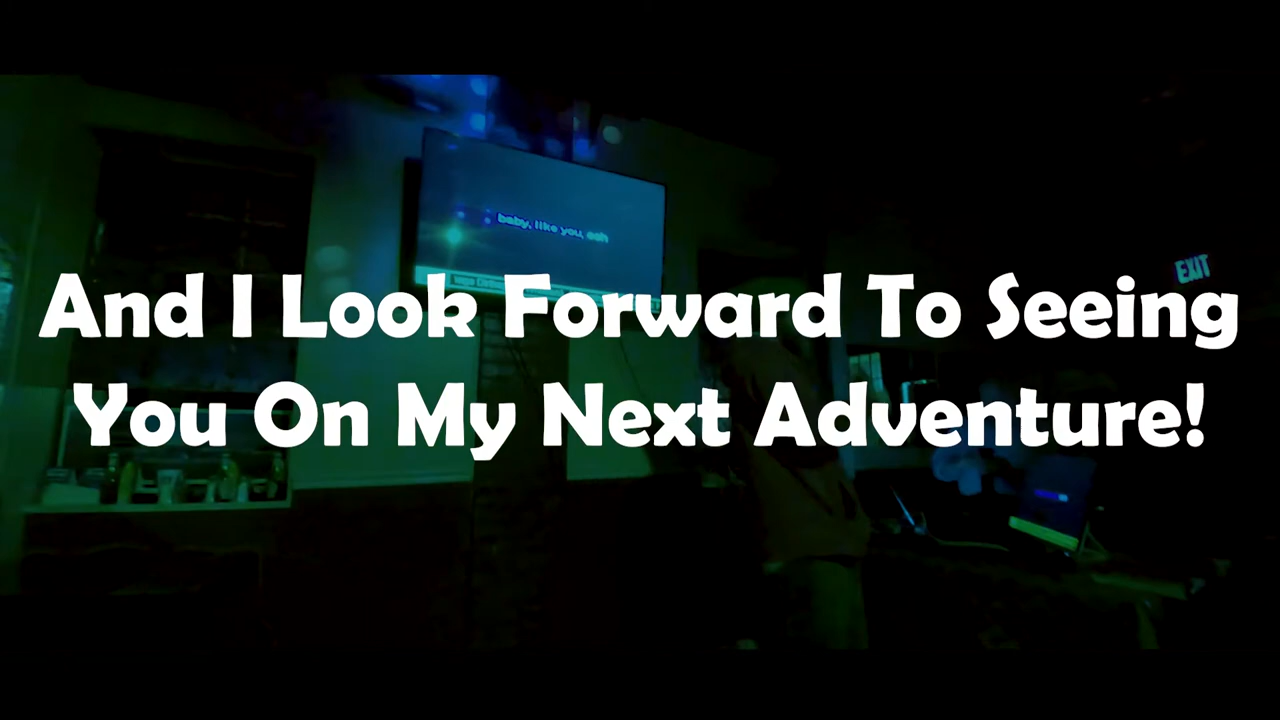 baby, like you, ooh
EXIT
And I Look Forward To Seeing
You On My Next Adventure!